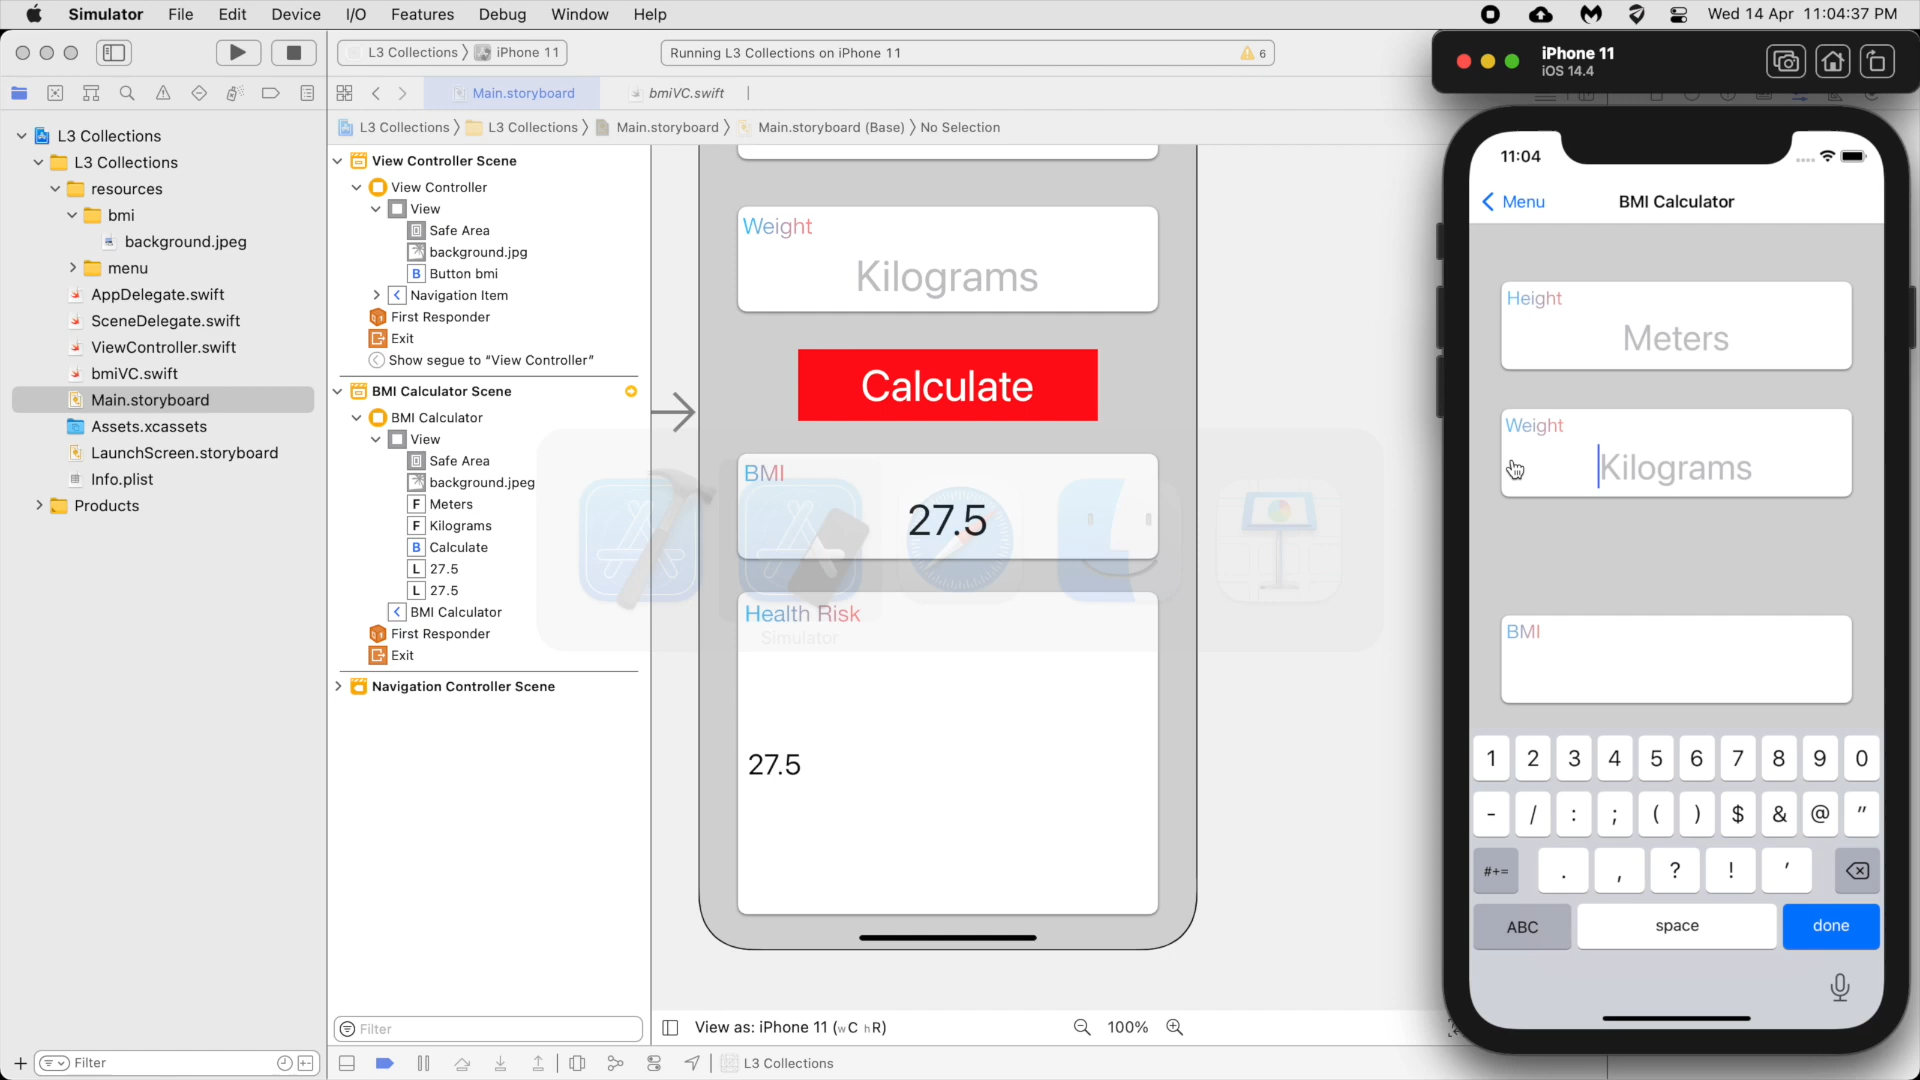 Simulator File Edit Device I/O Features Debug Window Help
Wed 14 Apr 11:04:37 PM
L3 Collections iPhone 11
Running L3 Collections on iPhone 11
6
Main.storyboard
bmiVC.swift
L3 Collections L3 Collections Main.storyboard Main.storyboard (Base) No Selection
L3 Collections
L3 Collections
resources
bmi
background.jpeg
menu
AppDelegate.swift
SceneDelegate.swift
ViewController.swift
bmiVC.swift
Main.storyboard
Assets.xcassets
LaunchScreen.storyboard
Info.plist
Products
Filter
View Controller Scene
View Controller
View
Safe Area
background.jpg
B Button bmi
Navigation Item
First Responder
Exit
Show segue to “View Controller”
BMI Calculator Scene
BMI Calculator
View
Safe Area
background.jpeg
F Meters
F Kilograms
B Calculate
L 27.5
L 27.5
BMI Calculator
First Responder
Exit
Navigation Controller Scene
Filter
Weight
Kilograms
Calculate
BMI
27.5
Health Risk
Simulator
27.5
View as: iPhone 11 (wC hR)
100%
L3 Collections
iPhone 11
iOS 14.4
11:04
Menu
BMI Calculator
Height
Meters
Weight
Kilograms
BMI
1 2 3 4 5 6 7 8 9 0
- / : ; ( ) $ & @ "
#+= . , ? ! '
ABC space done